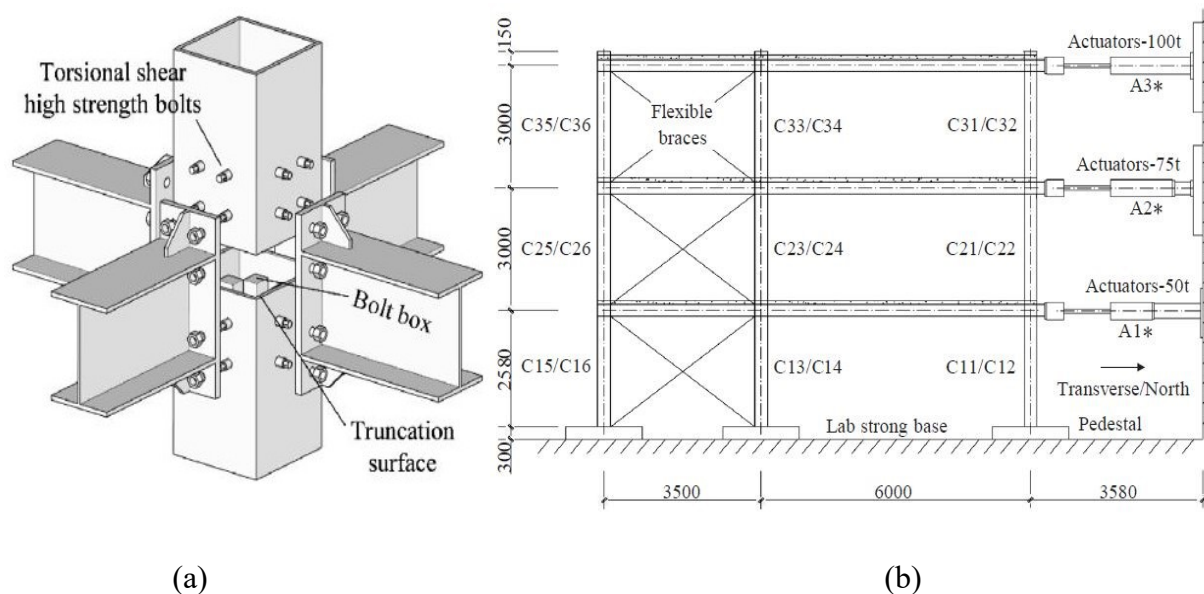 Torsional shear
high strength bolts
Bolt box
Truncation
surface
(a)
150
3000
3000
2580
300
Actuators-100t
A3*
C35/C36
Flexible
braces
C33/C34
C31/C32
Actuators-75t
A2*
C25/C26
C23/C24
C21/C22
Actuators-50t
A1*
C15/C16
C13/C14
C11/C12
Transverse/North
Lab strong base
Pedestal
3500
6000
3580
(b)